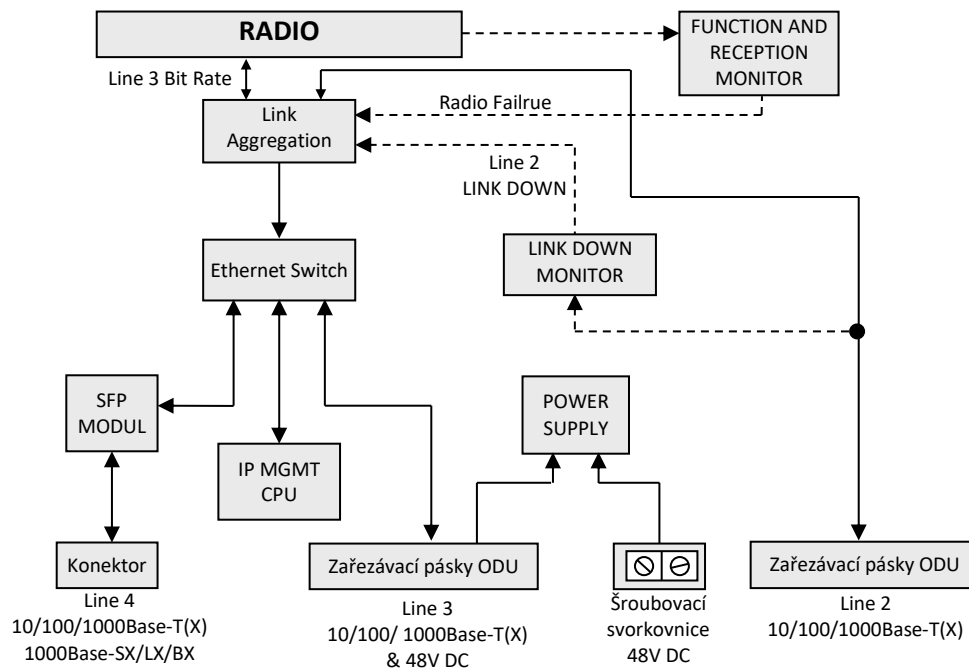 RADIO
FUNCTION AND
RECEPTION
MONITOR
Line 3 Bit Rate
Link
Aggregation
Radio Failrue
Line 2
LINK DOWN
Ethernet Switch
LINK DOWN
MONITOR
SFP
MODUL
IP MGMT
CPU
POWER
SUPPLY
Konektor
Line 4
10/100/1000Base-T(X)
1000Base-SX/LX/BX
Zařezávací pásky ODU
Line 3
10/100/ 1000Base-T(X)
& 48V DC
Šroubovací
svorkovnice
48V DC
Zařezávací pásky ODU
Line 2
10/100/1000Base-T(X)